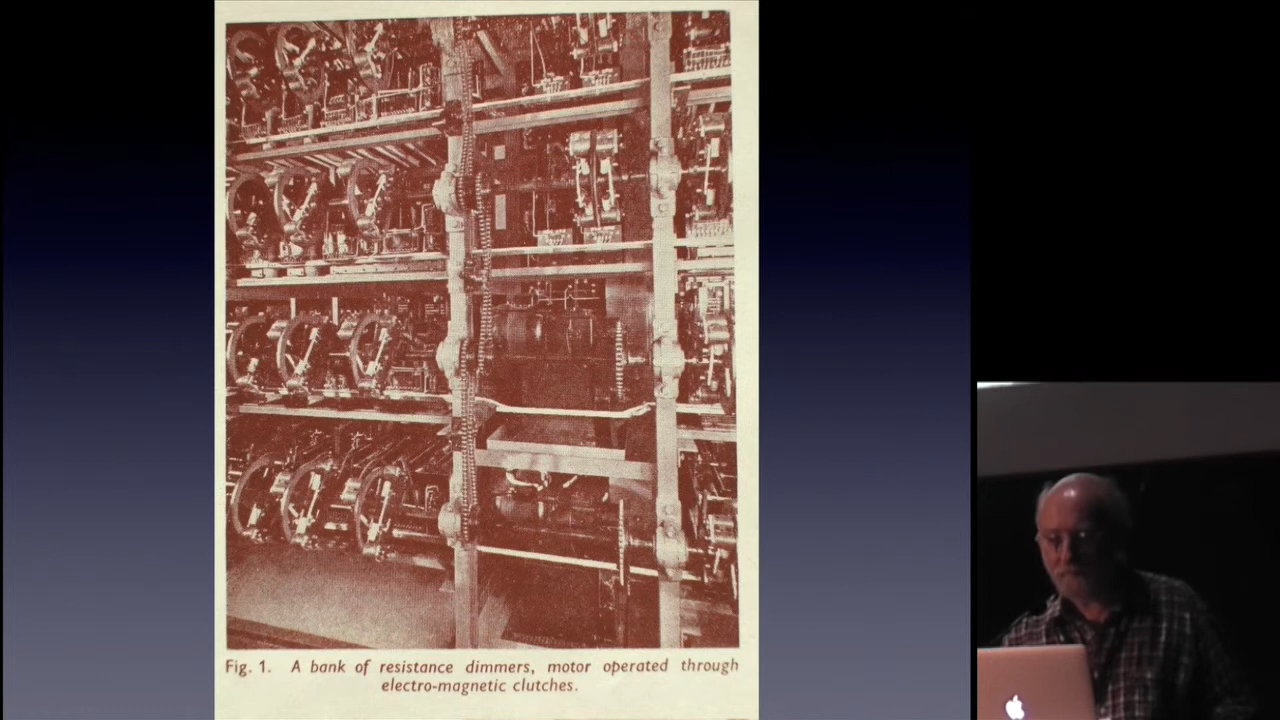 Fig. 1. A bank of resistance dimmers, motor operated through
electro-magnetic clutches.